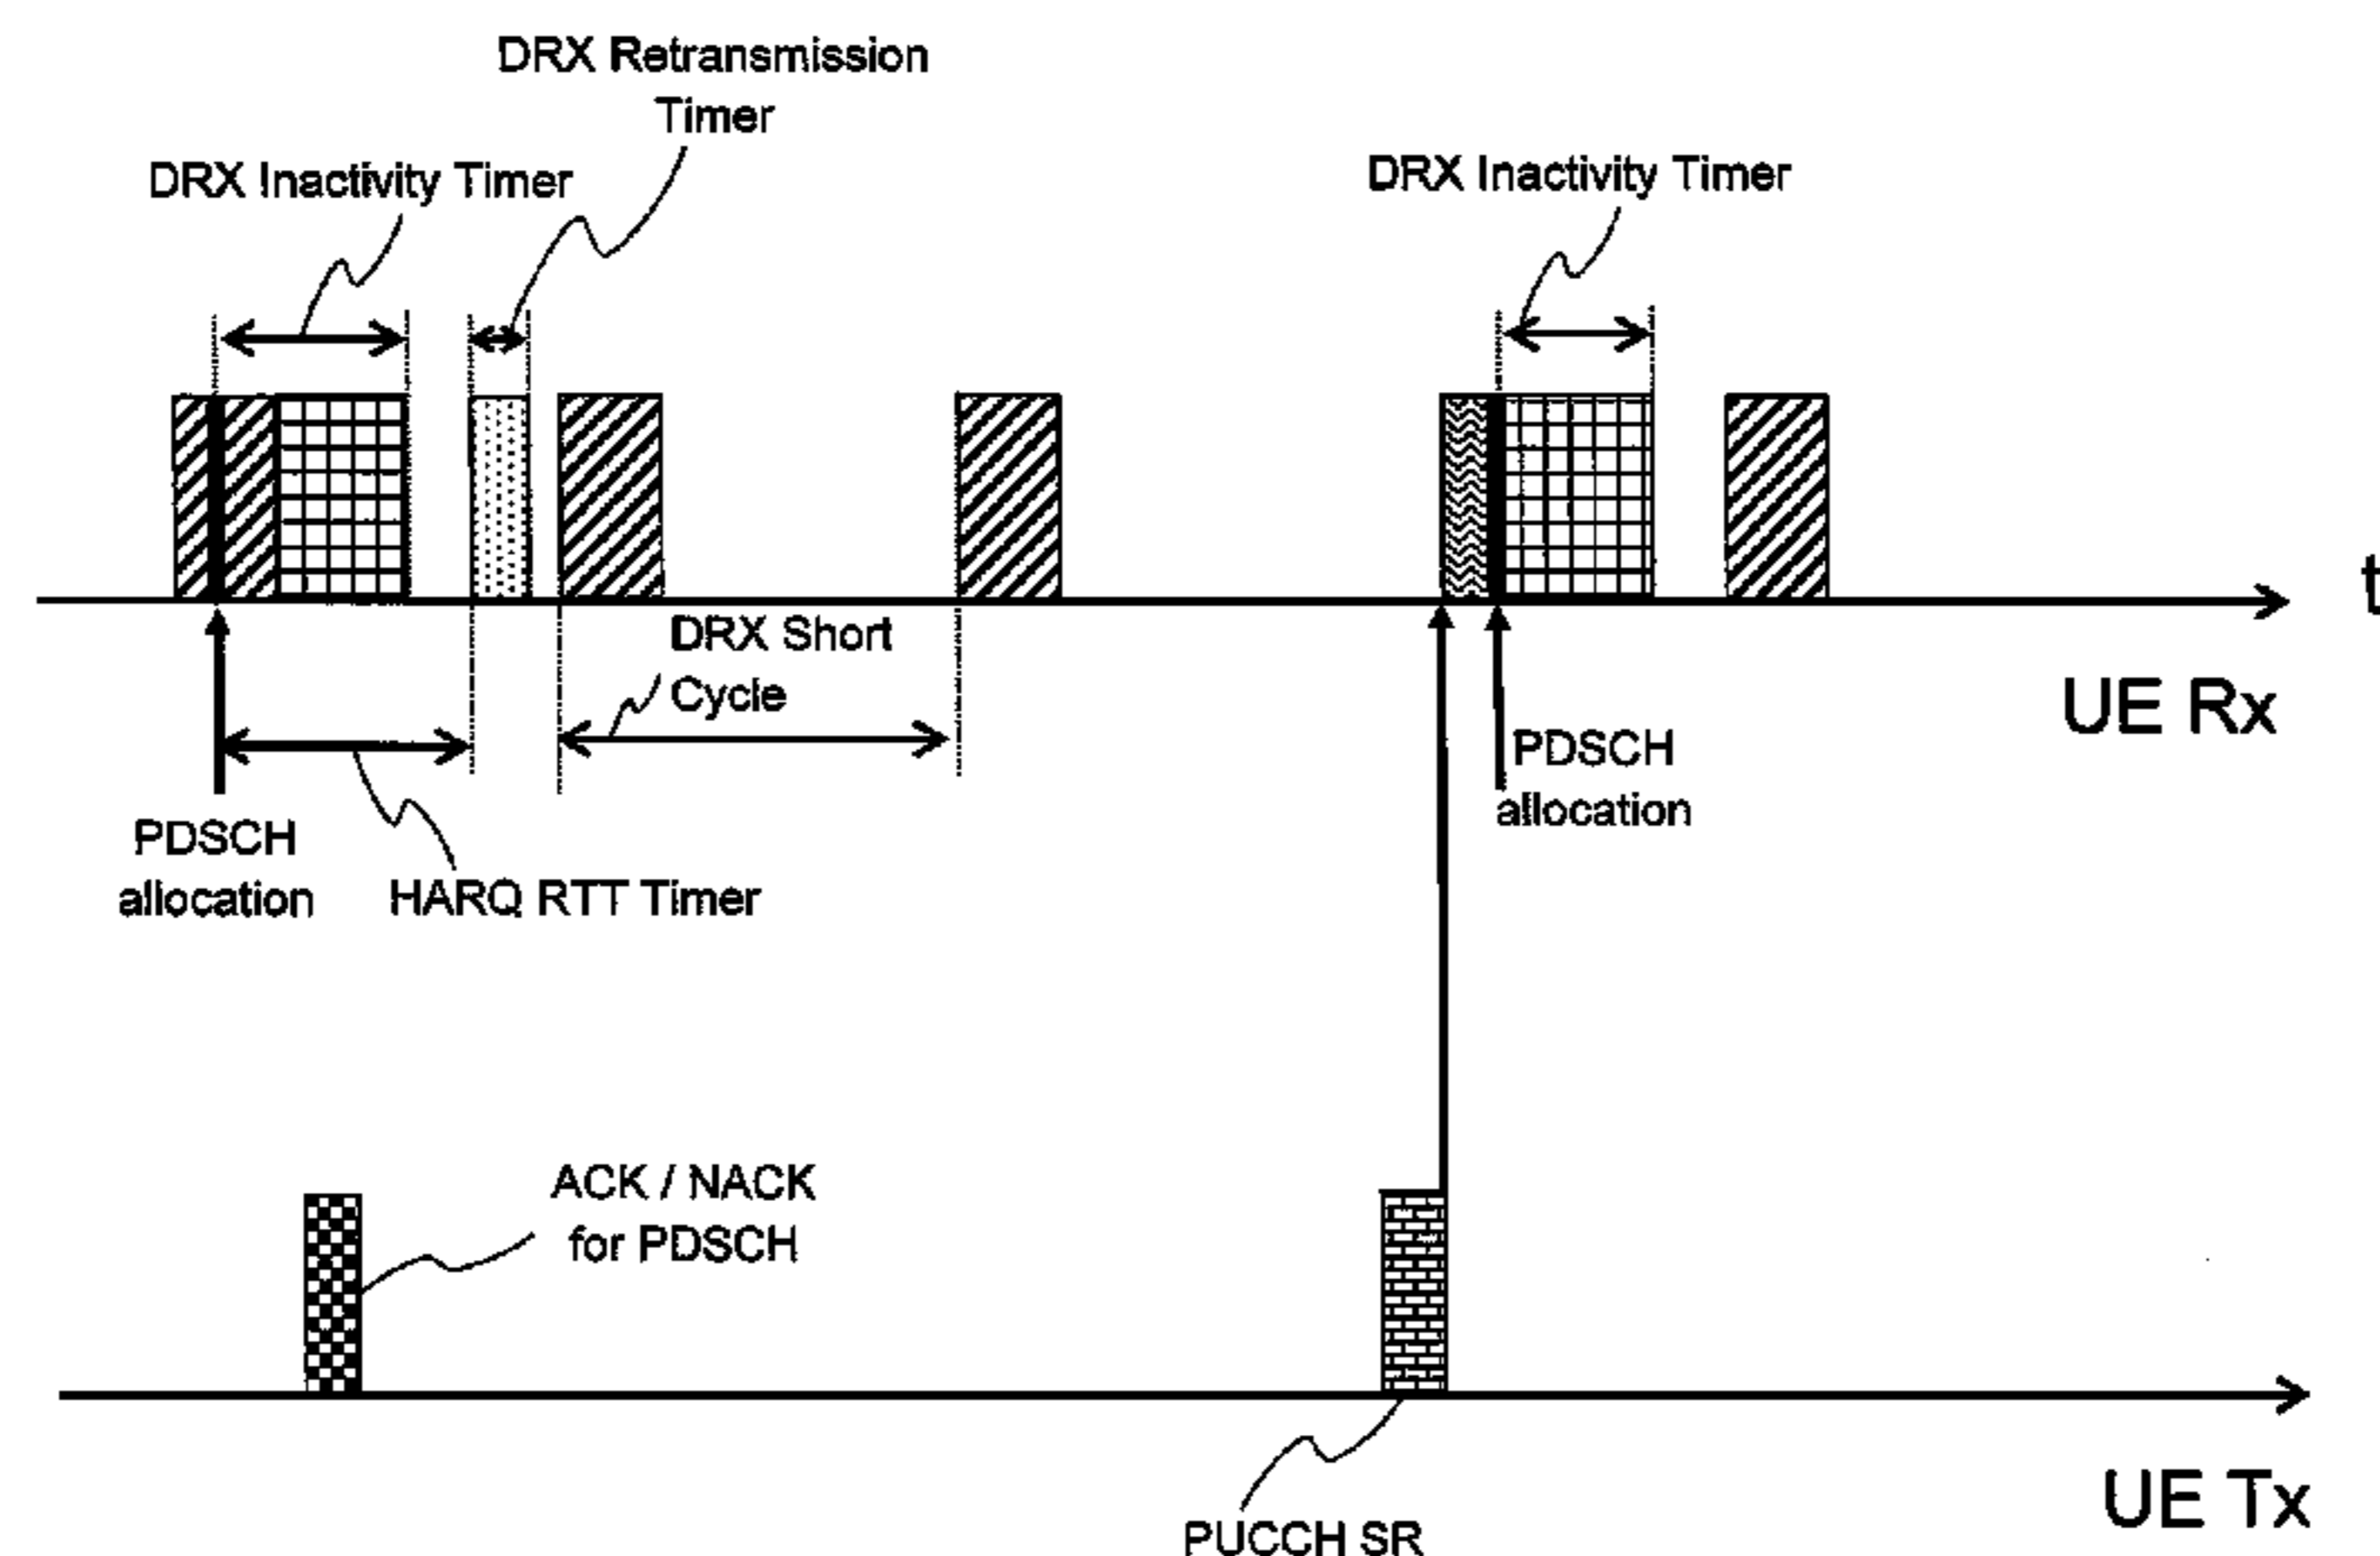 DRX Retransmission
Timer
DRX Inactivity Timer
DRX Inactivity Timer
t
DRX Short
Cycle
UE Rx
PDSCH
allocation
PDSCH
allocation
HARQ RTT Timer
ACK / NACK
for PDSCH
UE Tx
PUCCH SR